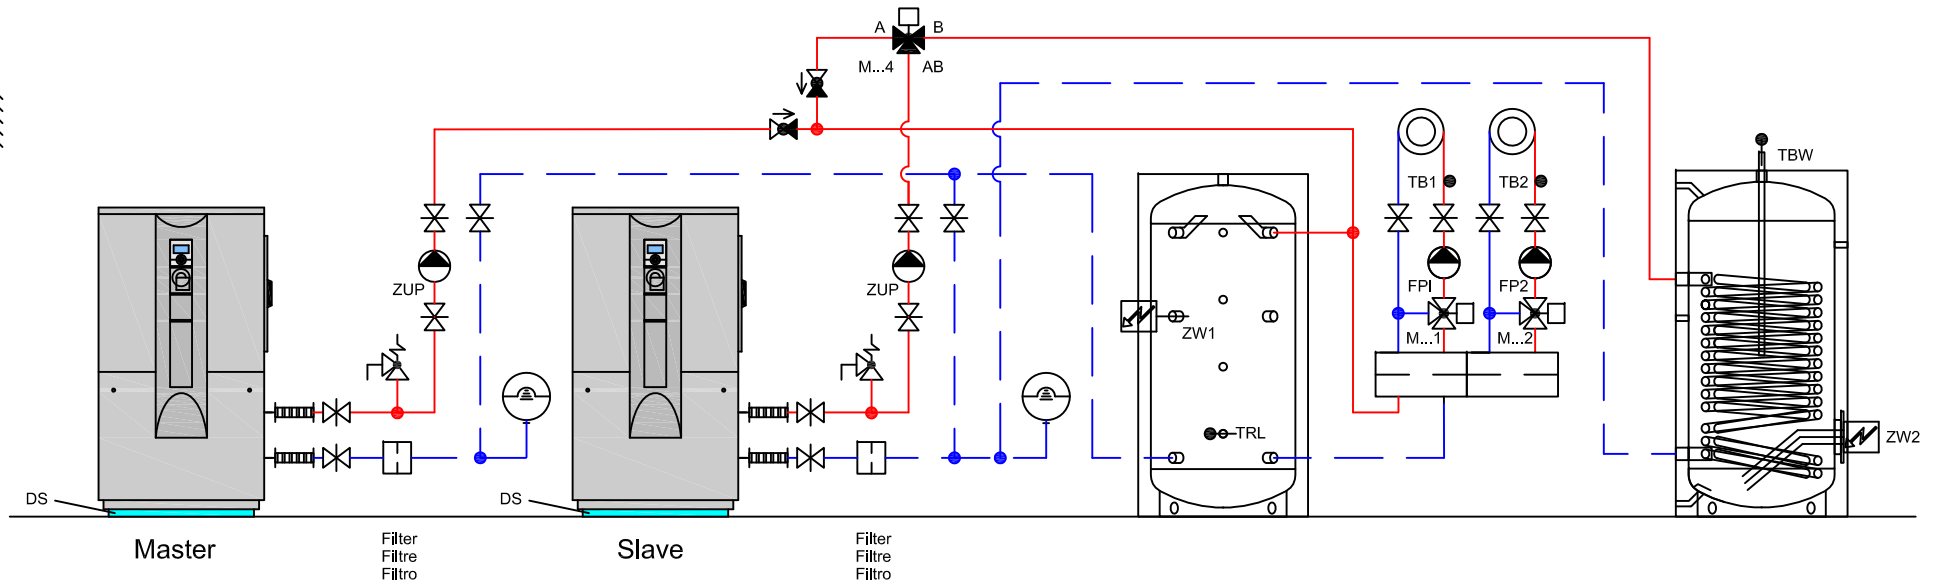 A
B
M...4
AB
TBW
TB1
TB2
ZUP
ZUP
FPI
FP2
ZW1
M...1
M...2
TRL
ZW2
DS
DS
Master
Slave
Filter
Filtre
Filtro
Filter
Filtre
Filtro